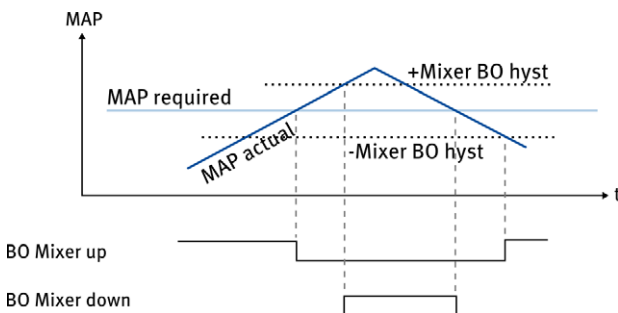 MAP
+Mixer BO hyst
MAP required
MAP actual
-Mixer BO hyst
t
BO Mixer up
BO Mixer down